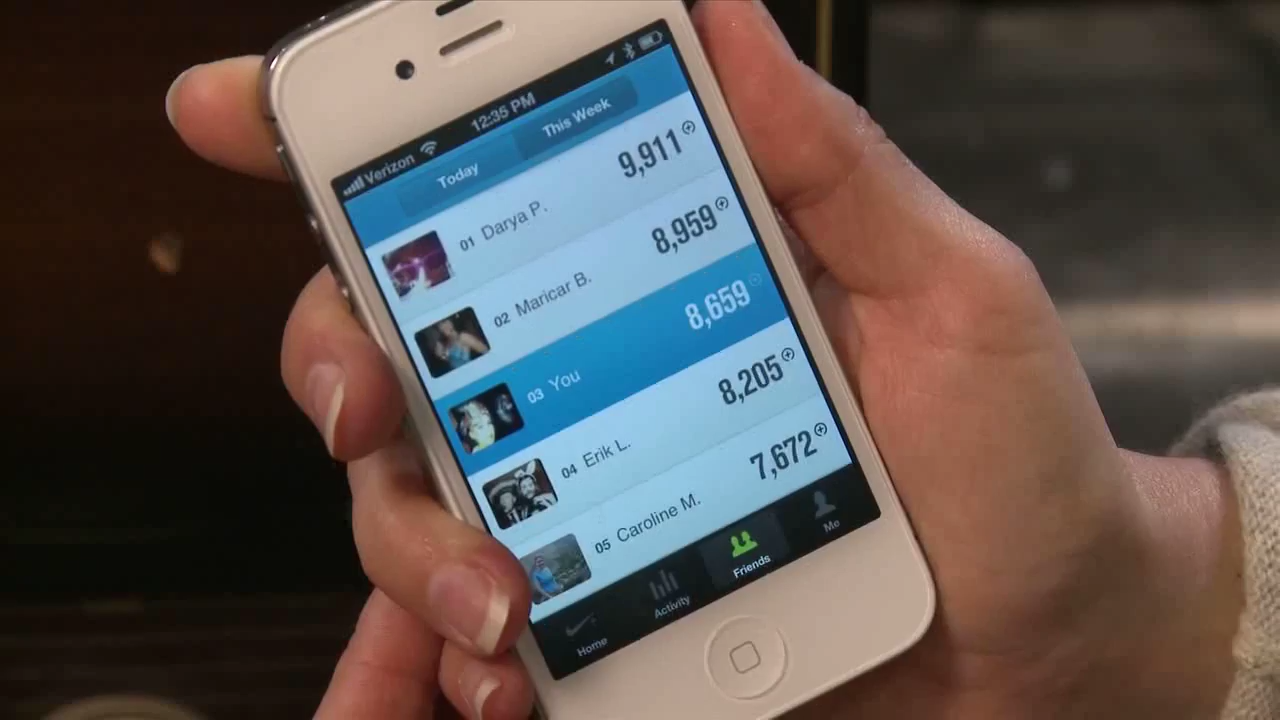 Verizon 12:35 PM
Today This Week
01 Darya P. 9,911
02 Maricar B. 8,959
03 You 8,659
04 Erik L. 8,205
05 Caroline M. 7,672
Home Activity Friends Me